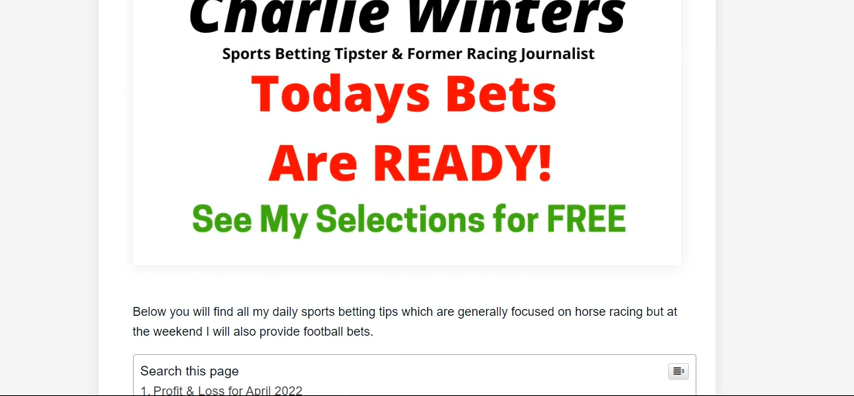 Charlie Winters
Sports Betting Tipster & Former Racing Journalist
Todays Bets
Are READY!
See My Selections for FREE
Below you will find all my daily sports betting tips which are generally focused on horse racing but at
the weekend I will also provide football bets.
Search this page
1. Profit & Loss for April 2022